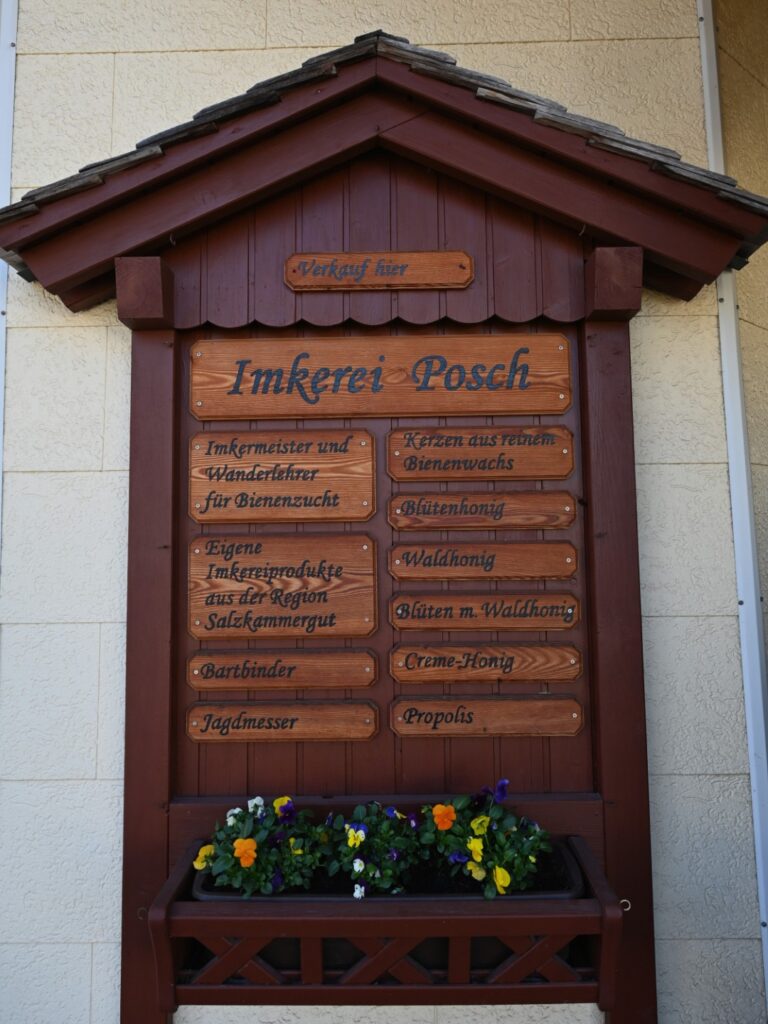 Verkauf hier
Imkerei Posch
Imkermeister und
Wanderlehrer
für Bienenzucht
Eigene
Imkereiprodukte
aus der Region
Salzkammergut
Bartbinder
Jagdmesser
Kerzen aus reinem
Bienenwachs
Blütenhonig
Waldhonig
Blüten m. Waldhonig
Creme-Honig
Propolis